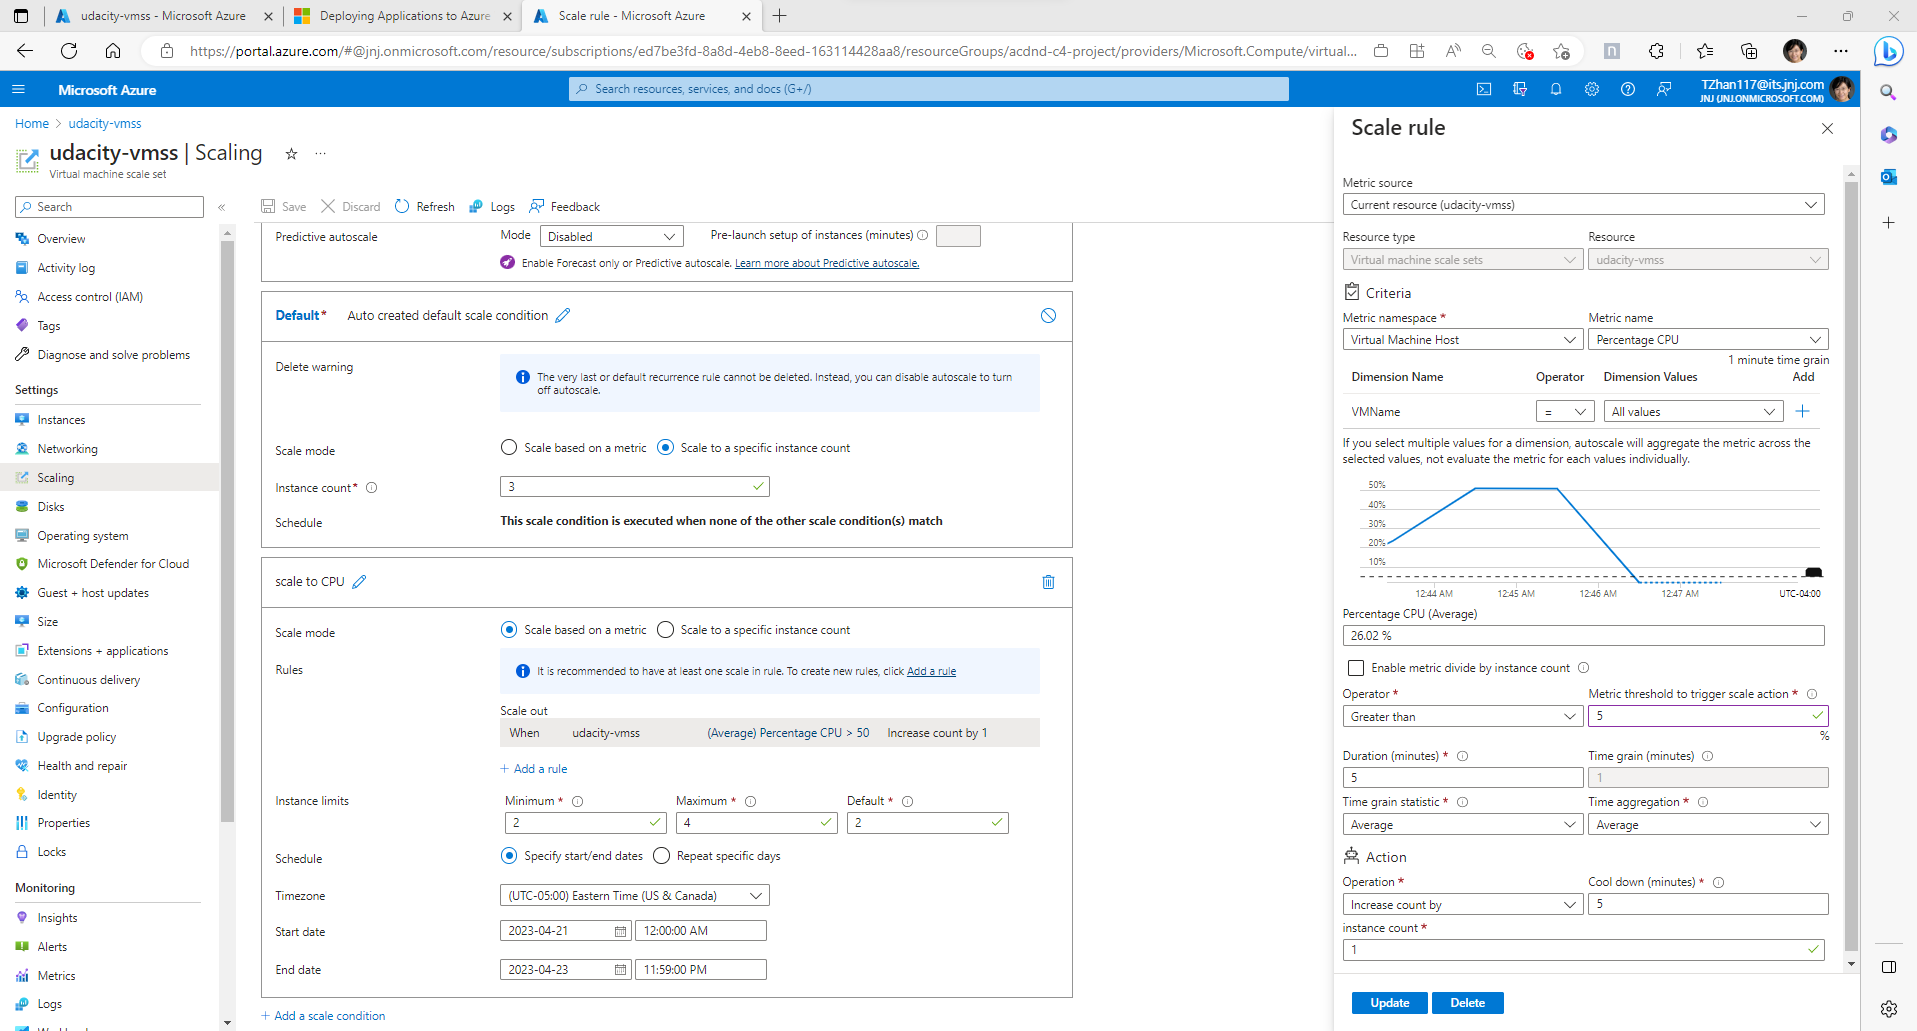 udacity-vmss - Microsoft Azure
Deploying Applications to Azure
Scale rule - Microsoft Azure
https://portal.azure.com/#@jnj.onmicrosoft.com/resource/subscriptions/ed7be3fd-8a8d-4eb8-8eed-163114428aa8/resourceGroups/acdnd-c4-project/providers/Microsoft.Compute/virtual...
Microsoft Azure
Search resources, services, and docs (G+/)
TZhan117@its.jnj.com
JNJ (JNJ.ONMICROSOFT.COM)
Home > udacity-vmss
udacity-vmss | Scaling
Virtual machine scale set
Search
Overview
Activity log
Access control (IAM)
Tags
Diagnose and solve problems
Settings
Instances
Networking
Scaling
Disks
Operating system
Microsoft Defender for Cloud
Guest + host updates
Size
Extensions + applications
Continuous delivery
Configuration
Upgrade policy
Health and repair
Identity
Properties
Locks
Monitoring
Insights
Alerts
Metrics
Logs
Save Discard Refresh Logs Feedback
Predictive autoscale Mode Disabled Pre-launch setup of instances (minutes)
Enable Forecast only or Predictive autoscale. Learn more about Predictive autoscale.
Default* Auto created default scale condition
Delete warning
The very last or default recurrence rule cannot be deleted. Instead, you can disable autoscale to turn
off autoscale.
Scale mode Scale based on a metric Scale to a specific instance count
Instance count* 3
Schedule This scale condition is executed when none of the other scale condition(s) match
scale to CPU
Scale mode Scale based on a metric Scale to a specific instance count
Rules It is recommended to have at least one scale in rule. To create new rules, click Add a rule
Scale out
When udacity-vmss (Average) Percentage CPU > 50 Increase count by 1
+ Add a rule
Instance limits Minimum * Maximum * Default *
2 4 2
Schedule Specify start/end dates Repeat specific days
Timezone (UTC-05:00) Eastern Time (US & Canada)
Start date 2023-04-21 12:00:00 AM
End date 2023-04-23 11:59:00 PM
+ Add a scale condition
Scale rule
Metric source
Current resource (udacity-vmss)
Resource type Resource
Virtual machine scale sets udacity-vmss
Criteria
Metric namespace * Metric name
Virtual Machine Host Percentage CPU
1 minute time grain
Dimension Name Operator Dimension Values Add
VMName = All values +
If you select multiple values for a dimension, autoscale will aggregate the metric across the
selected values, not evaluate the metric for each values individually.
50%
40%
30%
20%
10%
12:44 AM 12:45 AM 12:46 AM 12:47 AM UTC-04:00
Percentage CPU (Average)
26.02 %
Enable metric divide by instance count
Operator * Metric threshold to trigger scale action *
Greater than 5
%
Duration (minutes) * Time grain (minutes)
5 1
Time grain statistic * Time aggregation *
Average Average
Action
Operation * Cool down (minutes) *
Increase count by 5
instance count *
1
Update Delete